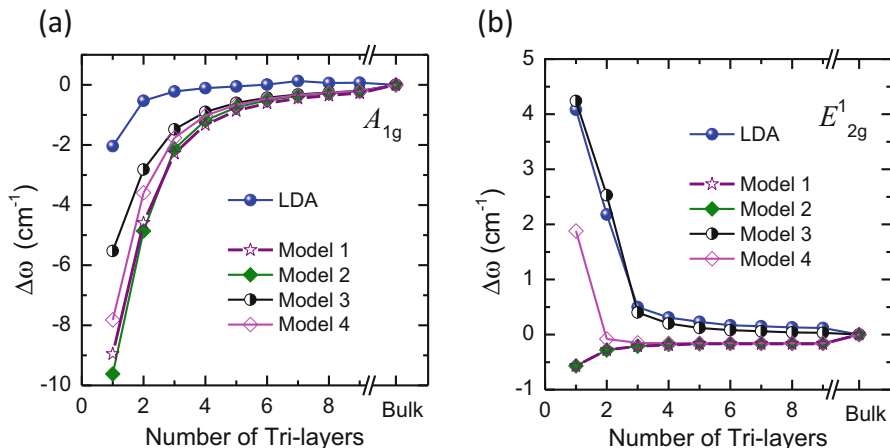 (a)
A1g
Δω (cm⁻¹)
0
-2
-4
-6
-8
-10
LDA
Model 1
Model 2
Model 3
Model 4
0 2 4 6 8 Bulk
Number of Tri-layers
(b)
E¹2g
Δω (cm⁻¹)
5
4
3
2
1
0
-1
LDA
Model 1
Model 2
Model 3
Model 4
0 2 4 6 8 Bulk
Number of Tri-layers